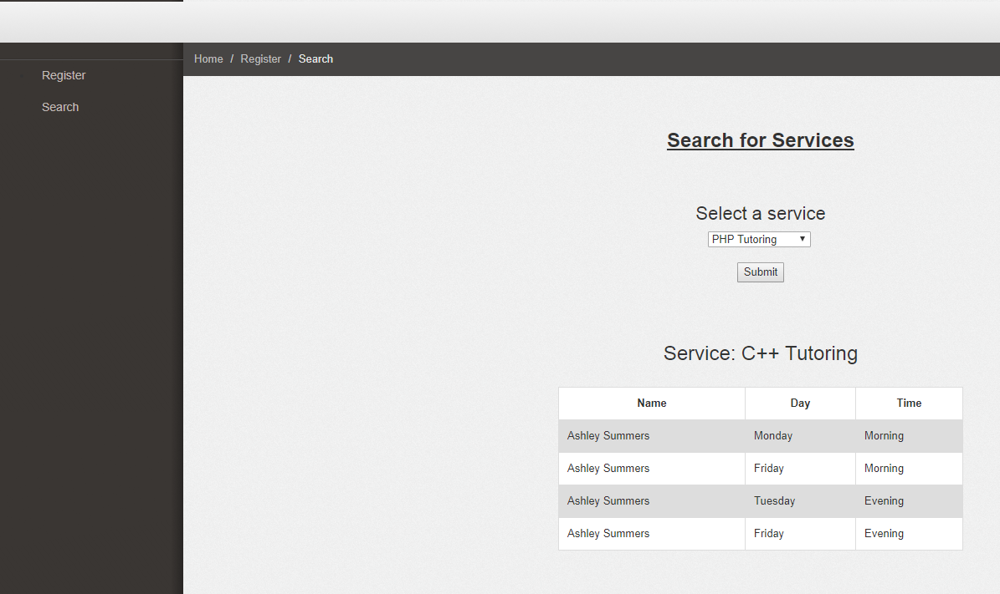 Home / Register / Search
Register
Search
Search for Services
Select a service
PHP Tutoring
Submit
Service: C++ Tutoring
Name Day Time
Ashley Summers Monday Morning
Ashley Summers Friday Morning
Ashley Summers Tuesday Evening
Ashley Summers Friday Evening